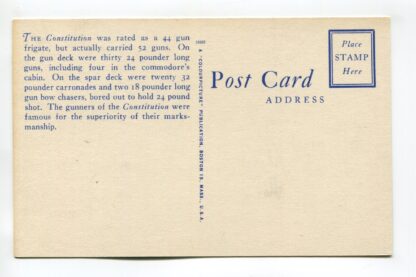 THE Constitution was rated as a 44 gun
frigate, but actually carried 52 guns. On
the gun deck were thirty 24 pounder long
guns, including four in the commodore's
cabin. On the spar deck were twenty 32
pounder carronades and two 18 pounder long
gun bow chasers, bored out to hold 24 pound
shot. The gunners of the Constitution were
famous for the superiority of their marks-
manship.
A "COLOURPICTURE" PUBLICATION, BOSTON 15, MASS., U.S.A.
Post Card
ADDRESS
Place
STAMP
Here